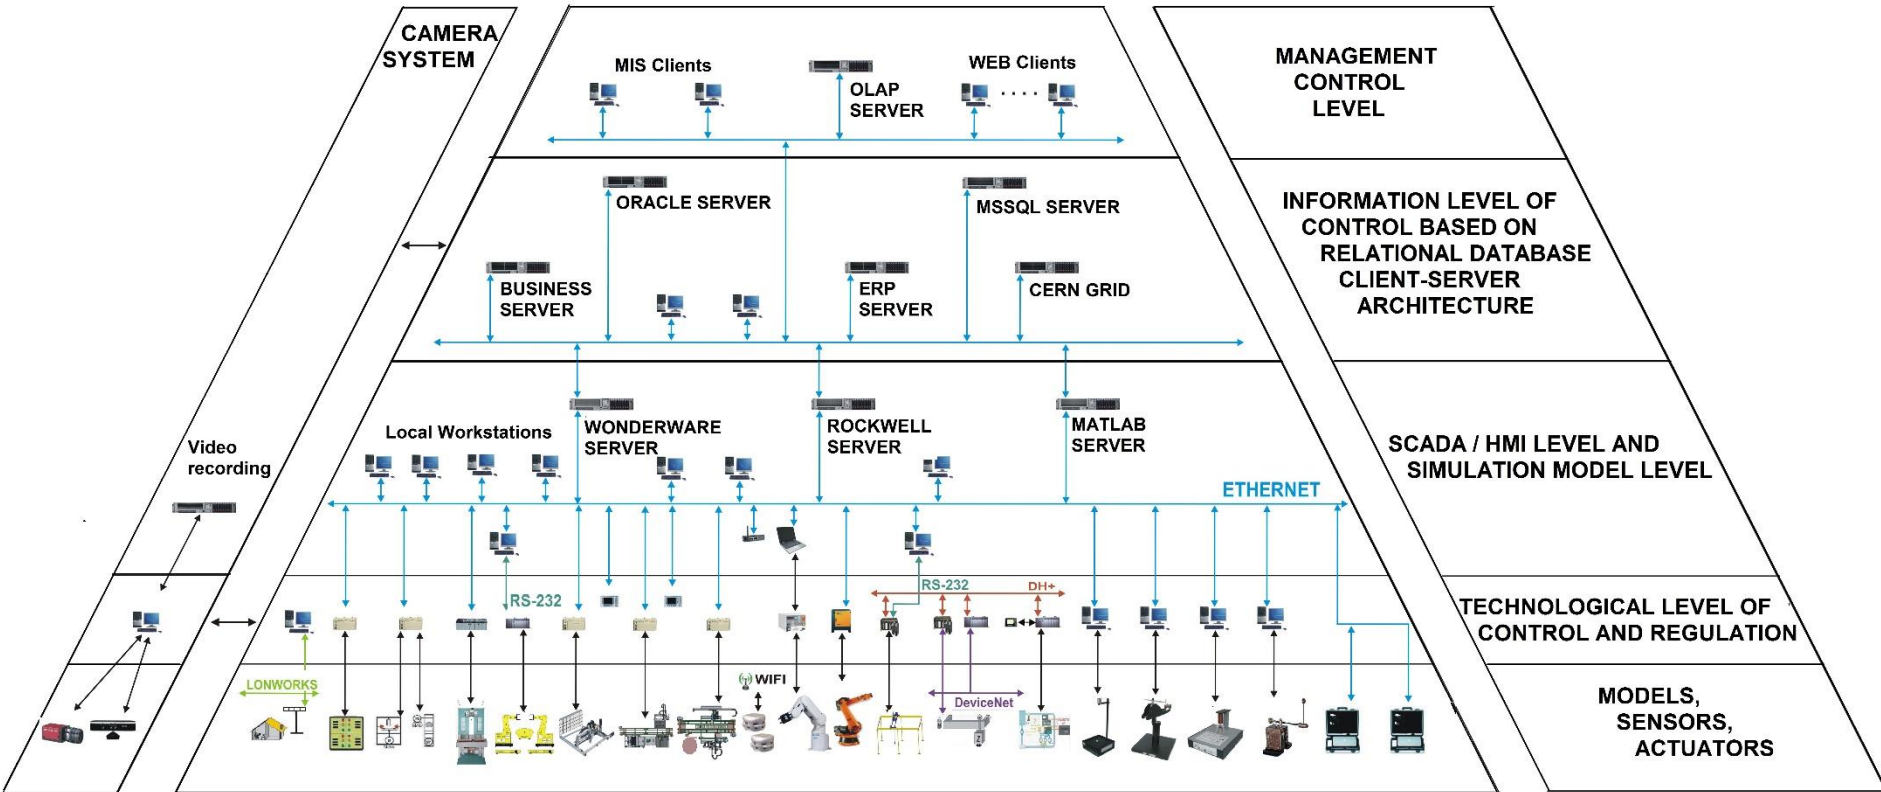 CAMERA
SYSTEM
MIS Clients
OLAP
SERVER
WEB Clients
MANAGEMENT
CONTROL
LEVEL
ORACLE SERVER
MSSQL SERVER
BUSINESS
SERVER
ERP
SERVER
CERN GRID
INFORMATION LEVEL OF
CONTROL BASED ON
RELATIONAL DATABASE
CLIENT-SERVER
ARCHITECTURE
Video
recording
Local Workstations
WONDERWARE
SERVER
ROCKWELL
SERVER
MATLAB
SERVER
ETHERNET
SCADA / HMI LEVEL AND
SIMULATION MODEL LEVEL
RS-232
RS-232
DH+
TECHNOLOGICAL LEVEL OF
CONTROL AND REGULATION
LONWORKS
WIFI
DeviceNet
MODELS,
SENSORS,
ACTUATORS